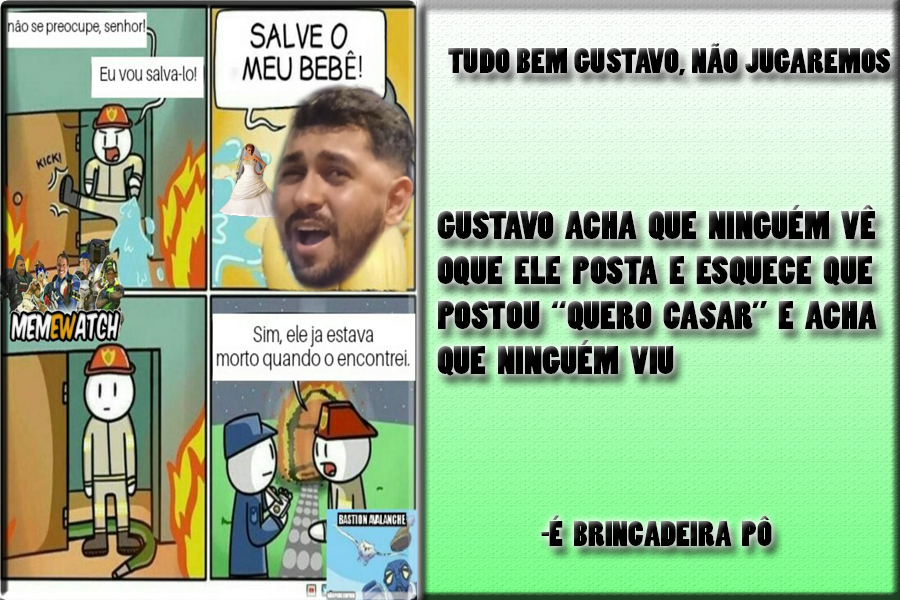 não se preocupe, senhor!
Eu vou salva-lo!
KICK!
SALVE O
MEU BEBÊ!
MEMEWATCH
Sim, ele ja estava
morto quando o encontrei.
BASTION AVALANCHE
TUDO BEM GUSTAVO, NÃO JUGAREMOS
GUSTAVO ACHA QUE NINGUÉM VÊ
OQUE ELE POSTA E ESQUECE QUE
POSTOU “QUERO CASAR” E ACHA
QUE NINGUÉM VIU
-É BRINCADEIRA PÔ